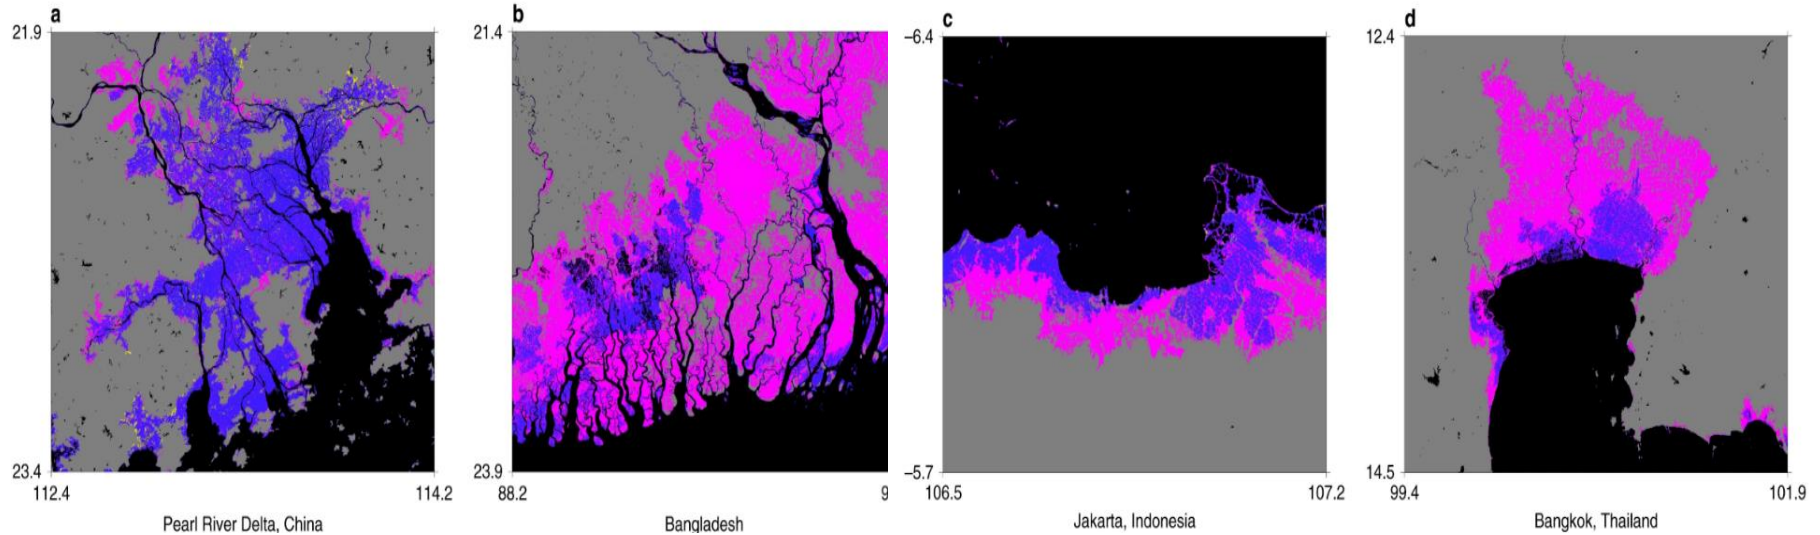 a
b
c
d
21.9
21.4
−6.4
12.4
23.4
23.9
−5.7
14.5
112.4
114.2
88.2
9
106.5
107.2
99.4
101.9
Pearl River Delta, China
Bangladesh
Jakarta, Indonesia
Bangkok, Thailand